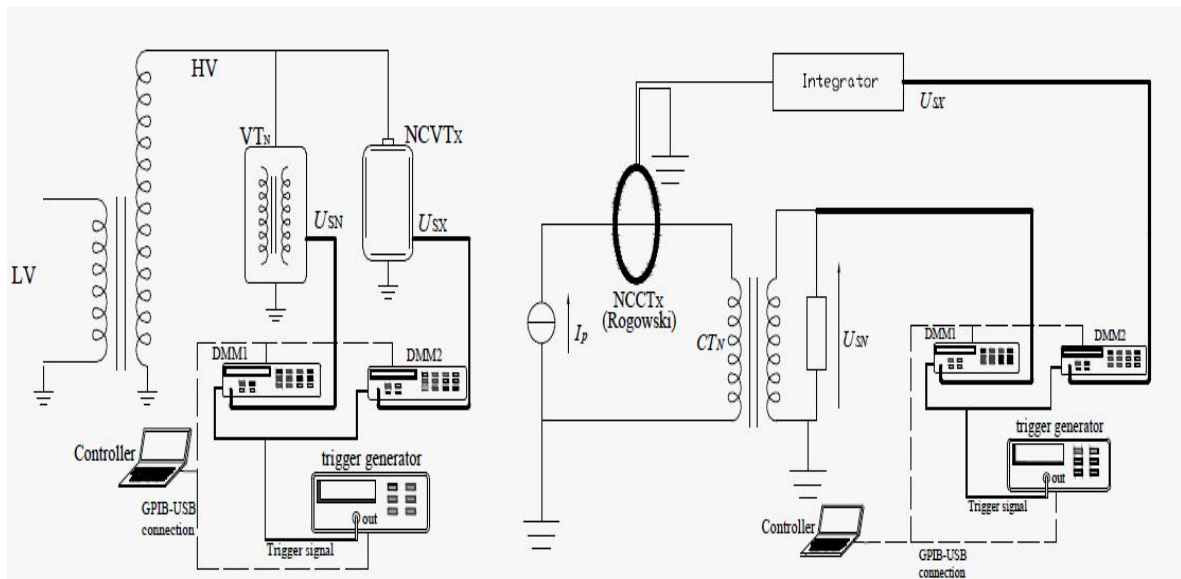 HV
VTN
NCVTX
USN
USX
LV
DMM1
DMM2
Controller
trigger generator
GPIB-USB
connection
out
Trigger signal
Integrator
USX
NCCTX
(Rogowski)
Ip
CTN
USN
DMM1
DMM2
trigger generator
out
Trigger signal
Controller
GPIB-USB
connection